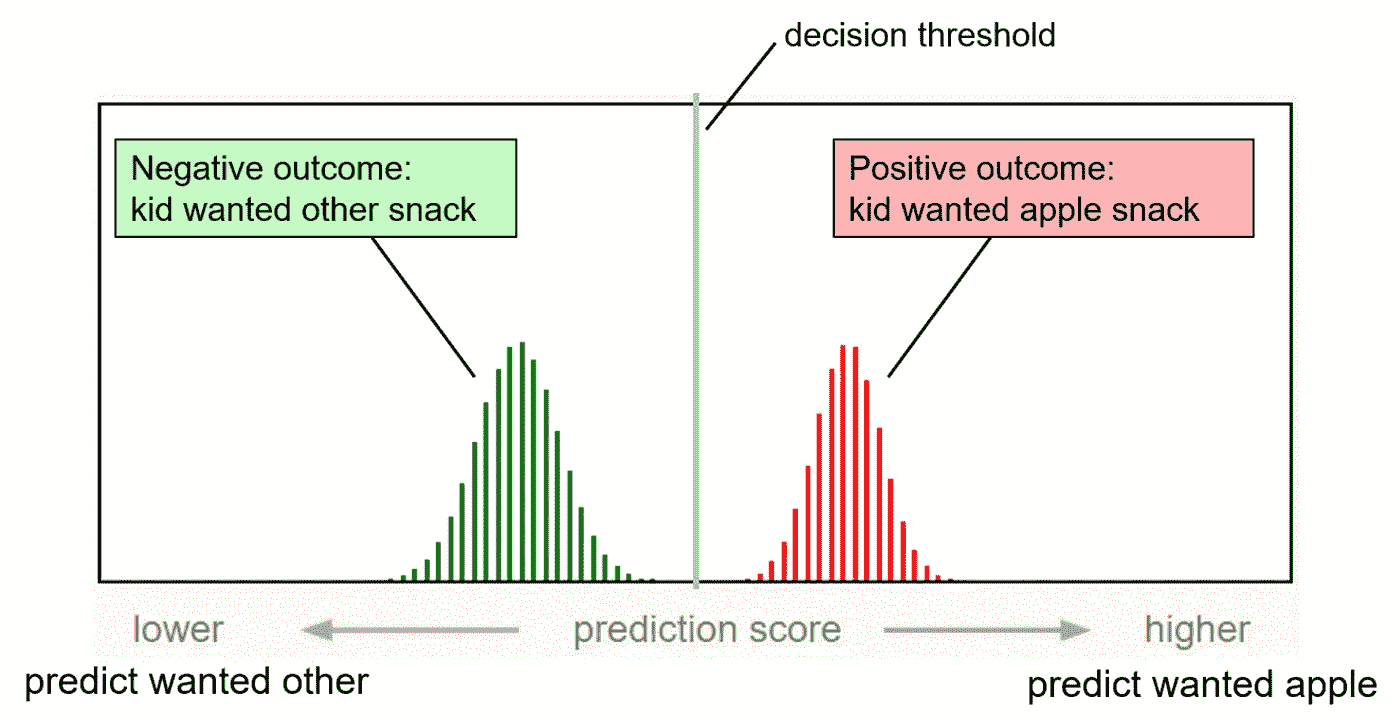 decision threshold
Negative outcome:
kid wanted other snack
Positive outcome:
kid wanted apple snack
lower
prediction score
higher
predict wanted other
predict wanted apple